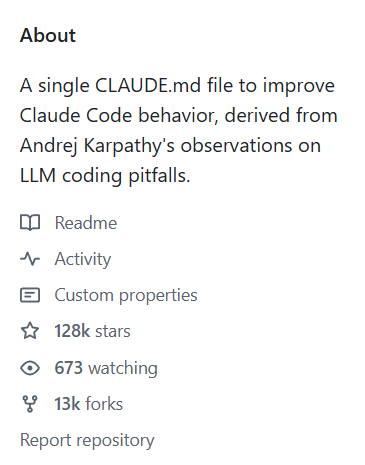 About
A single CLAUDE.md file to improve
Claude Code behavior, derived from
Andrej Karpathy's observations on
LLM coding pitfalls.
Readme
Activity
Custom properties
128k stars
673 watching
13k forks
Report repository